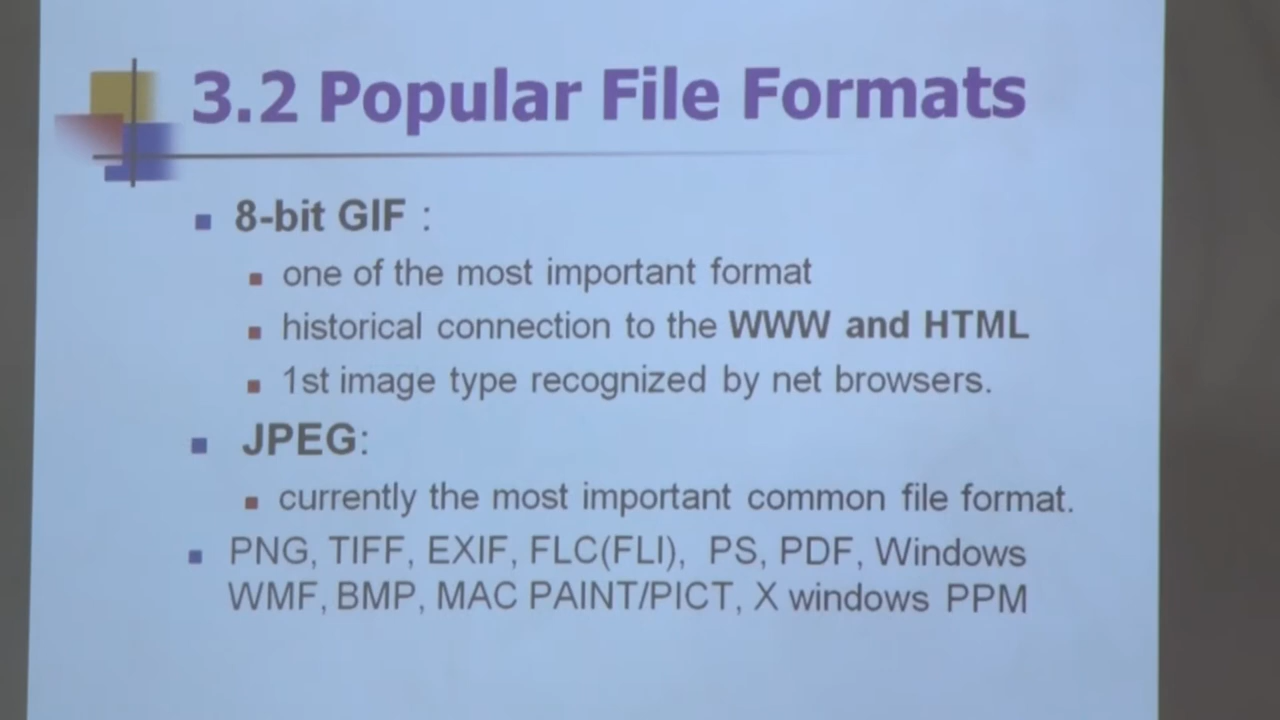 3.2 Popular File Formats
8-bit GIF :
one of the most important format
historical connection to the WWW and HTML
1st image type recognized by net browsers.
JPEG:
currently the most important common file format.
PNG, TIFF, EXIF, FLC(FLI), PS, PDF, Windows
WMF, BMP, MAC PAINT/PICT, X windows PPM